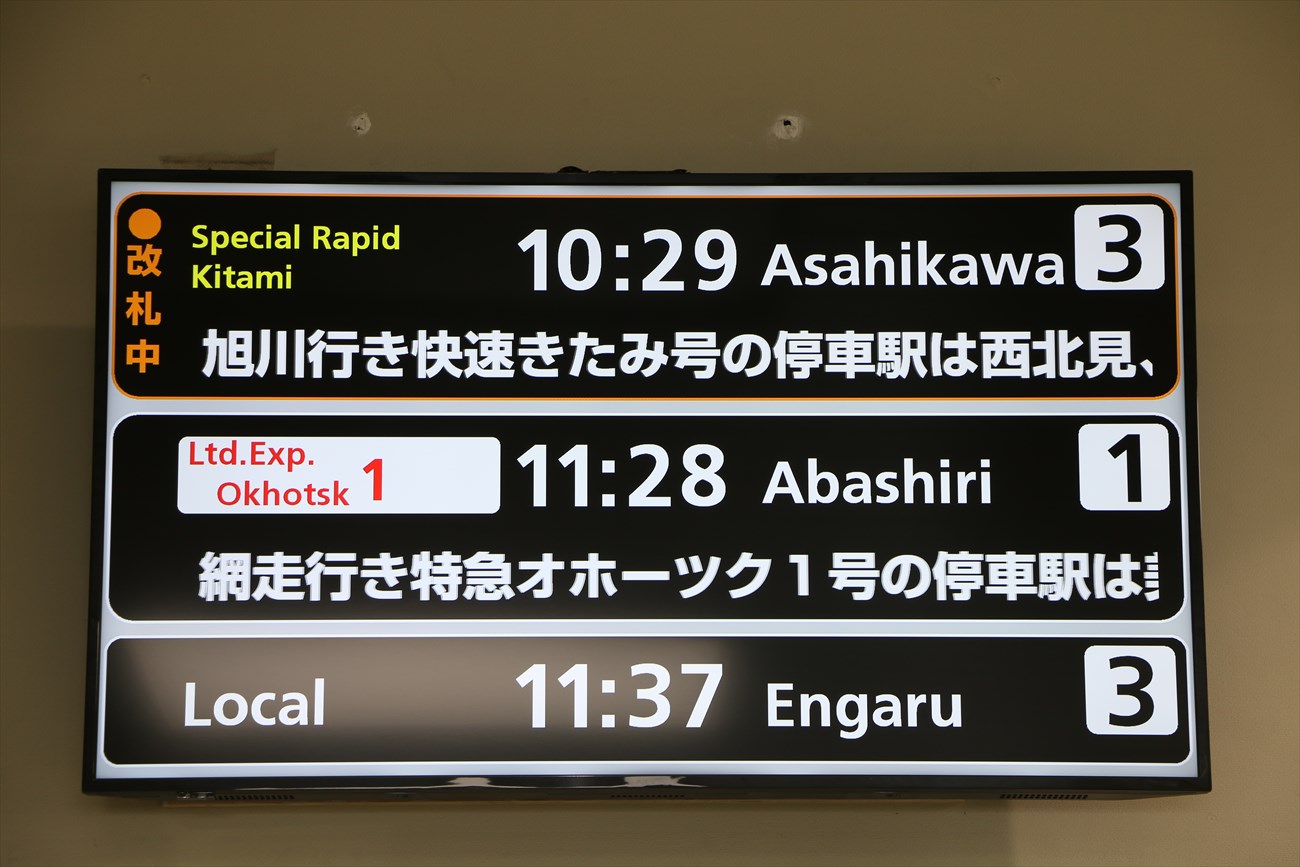 ●改札中
Special Rapid
Kitami
10:29 Asahikawa 3
旭川行き快速きたみ号の停車駅は西北見、
Ltd.Exp.
Okhotsk 1
11:28 Abashiri 1
網走行き特急オホーツク1号の停車駅は
Local 11:37 Engaru 3